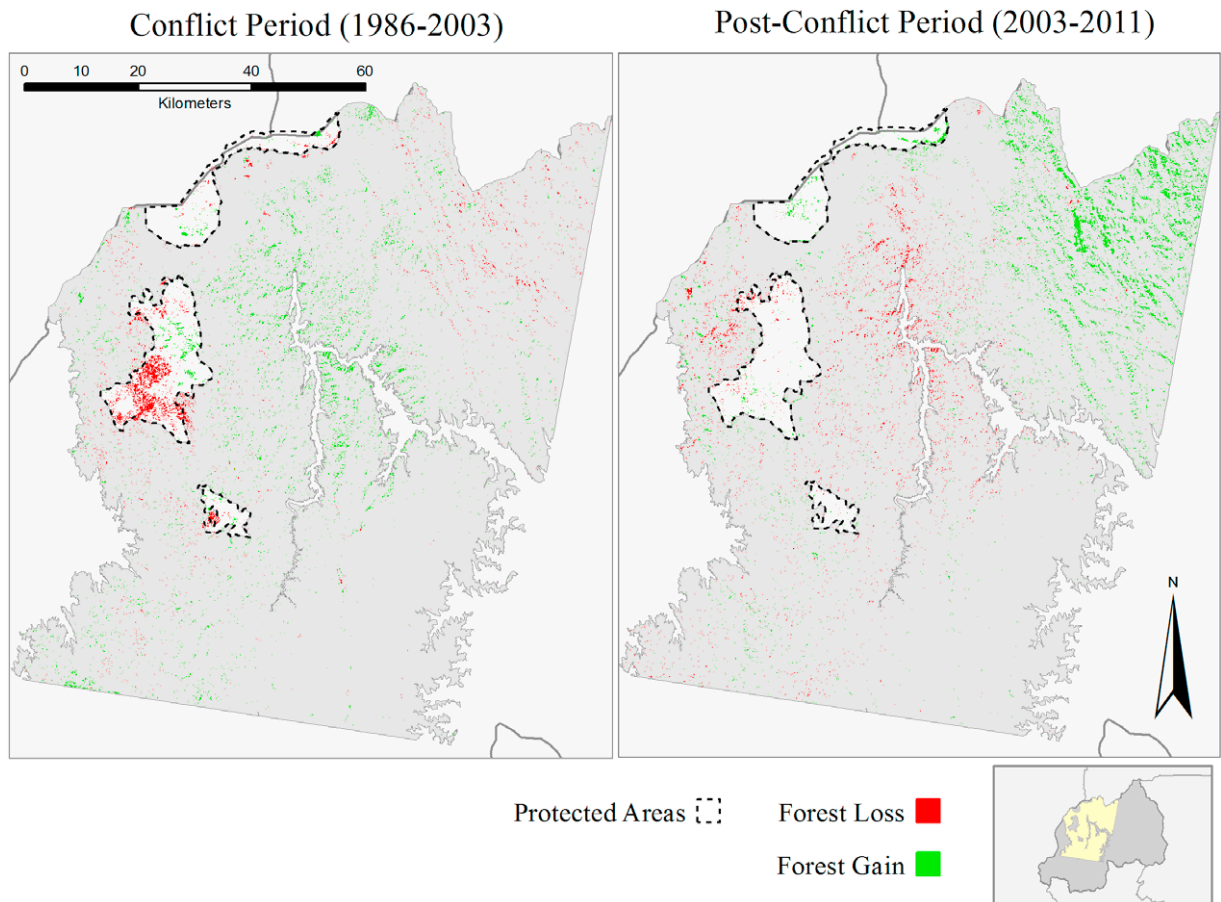 Conflict Period (1986-2003)
Post-Conflict Period (2003-2011)
0 20 40 60
Kilometers
N
Protected Areas
Forest Loss
Forest Gain